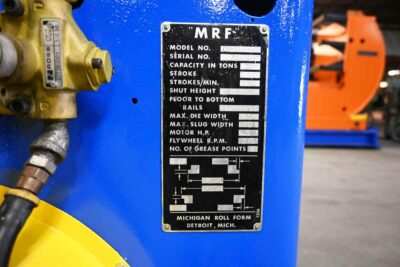 MRF
MODEL NO.
SERIAL NO.
CAPACITY IN TONS
STROKE
STROKES/MIN.
SHUT HEIGHT
FLOOR TO BOTTOM
RAILS
MAX. DIE WIDTH
MAX. SLUG WIDTH
MOTOR H.P.
FLYWHEEL R.P.M.
NO. OF GREASE POINTS
MICHIGAN ROLL FORM
DETROIT, MICH.